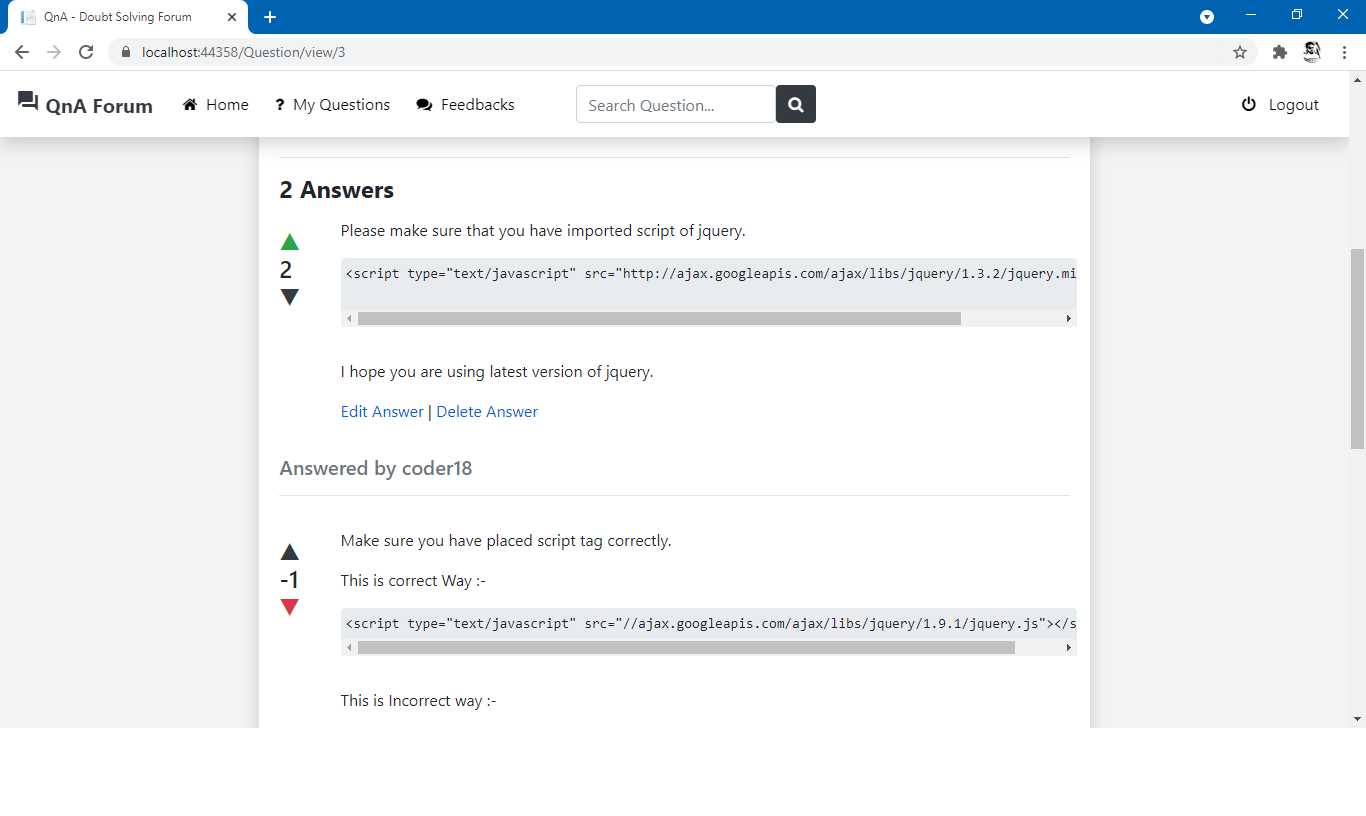 QnA - Doubt Solving Forum
localhost:44358/Question/view/3
QnA Forum
Home
? My Questions
Feedbacks
Search Question...
Logout
2 Answers
Please make sure that you have imported script of jquery.
2
<script type="text/javascript" src="http://ajax.googleapis.com/ajax/libs/jquery/1.3.2/jquery.mi
I hope you are using latest version of jquery.
Edit Answer | Delete Answer
Answered by coder18
Make sure you have placed script tag correctly.
-1
This is correct Way :-
<script type="text/javascript" src="//ajax.googleapis.com/ajax/libs/jquery/1.9.1/jquery.js"></s
This is Incorrect way :-